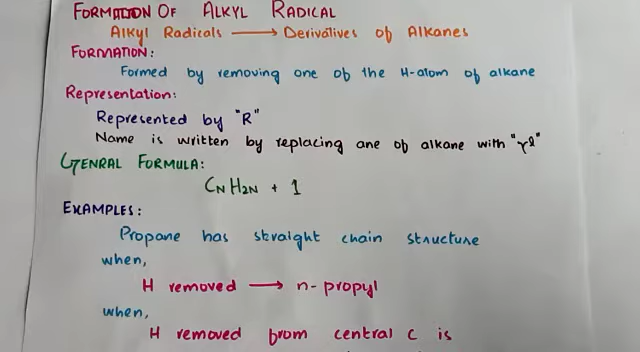 FORMATION OF ALKYL RADICAL
Alkyl Radicals → Derivatives of Alkanes
FORMATION:
Formed by removing one of the H-atom of alkane
Representation:
Represented by "R"
Name is written by replacing ane of alkane with "yl"
GENRAL FORMULA:
CN H2N + 1
EXAMPLES:
Propane has straight chain structure
when,
H removed → n-propyl
when,
H removed from central C is